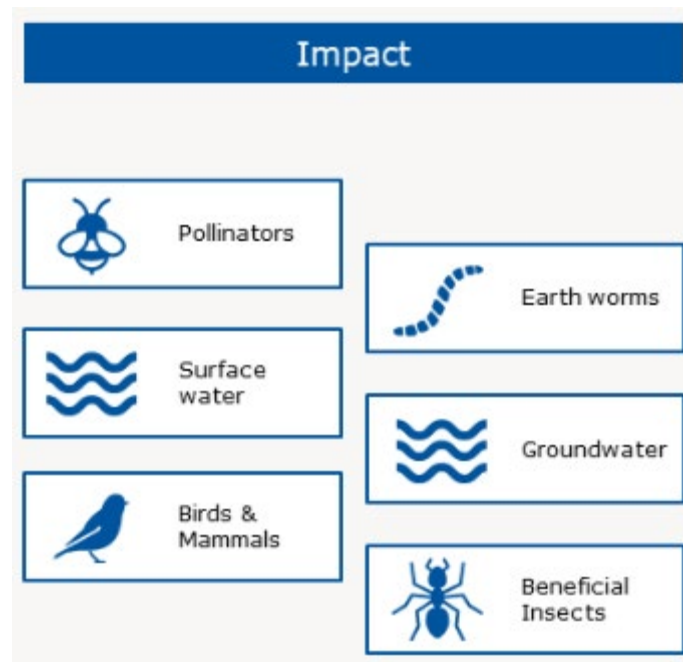 Impact
Pollinators
Earth worms
Surface
water
Groundwater
Birds &
Mammals
Beneficial
Insects